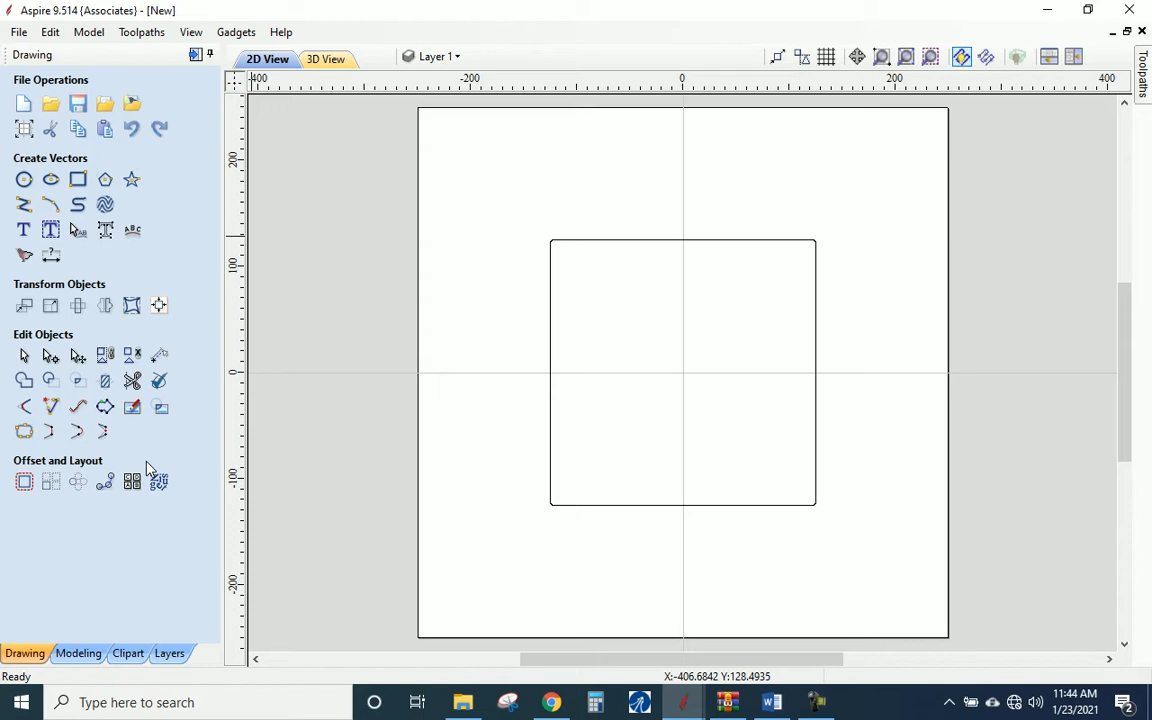 Aspire 9.514 {Associates} - [New]
File Edit Model Toolpaths View Gadgets Help
Drawing
2D View 3D View Layer 1
File Operations
Create Vectors
Transform Objects
Edit Objects
Offset and Layout
400 -200 0 200 400
200
100
0
-100
-200
Toolpaths
Drawing Modeling Clipart Layers
Ready
X:-406.6842 Y:128.4935
Type here to search
11:44 AM
1/23/2021
2